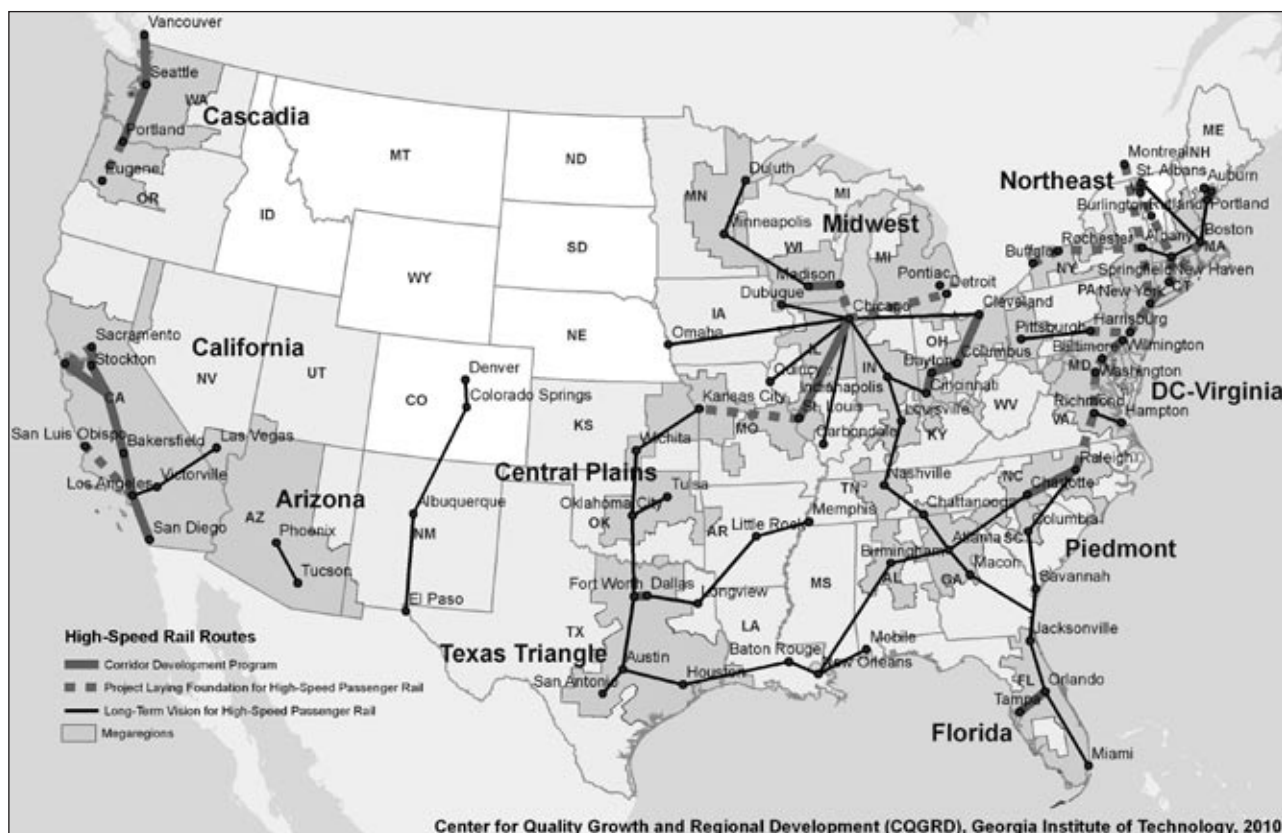 Vancouver
Seattle
WA
Cascadia
Portland
Eugene
OR
MT
ID
WY
ND
SD
NE
MN
Duluth
Minneapolis
WI
Midwest
MI
MI
Madison
Dubuque
Chicago
Pontiac
Detroit
Cleveland
IA
Omaha
IL
Quincy
IN
Indianapolis
OH
Dayton
Columbus
Cincinnati
Louisville
KY
WV
Northeast
Montreal
NH
ME
St. Albans
Auburn
Burlington
Rutland
Portland
Boston
MA
Albany
Buffalo
Rochester
NY
Springfield
New Haven
CT
PA
New York
Pittsburgh
Harrisburg
Baltimore
Wilmington
MD
Washington
DC-Virginia
Richmond
VA
Hampton
Sacramento
Stockton
California
CA
NV
UT
San Luis Obispo
Bakersfield
Las Vegas
Los Angeles
Victorville
San Diego
Arizona
AZ
Phoenix
Tucson
CO
Denver
Colorado Springs
Albuquerque
NM
El Paso
KS
Kansas City
MO
St. Louis
Carbondale
Wichita
Central Plains
Tulsa
Oklahoma City
OK
AR
Little Rock
Memphis
TN
Nashville
Chattanooga
NC
Raleigh
Charlotte
Columbia
Atlanta
SC
Piedmont
Birmingham
AL
GA
Macon
Savannah
MS
Fort Worth
Dallas
Longview
LA
TX
Texas Triangle
Austin
San Antonio
Houston
Baton Rouge
New Orleans
Mobile
Jacksonville
FL
Orlando
Tampa
Florida
Miami
High-Speed Rail Routes
Corridor Development Program
Project Laying Foundation for High-Speed Passenger Rail
Long-Term Vision for High-Speed Passenger Rail
Megaregions
Center for Quality Growth and Regional Development (CQGRD), Georgia Institute of Technology, 2010